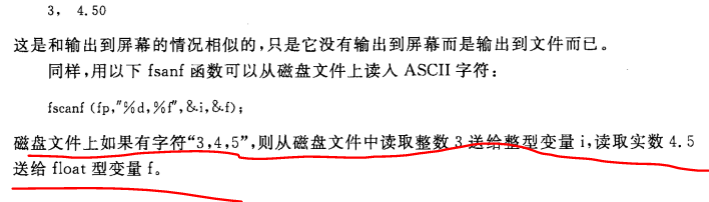 3, 4.50
这是和输出到屏幕的情况相似的,只是它没有输出到屏幕而是输出到文件而已。
同样,用以下 fsanf 函数可以从磁盘文件上读入 ASCII 字符:
fscanf (fp,"%d,%f",&i,&f);
磁盘文件上如果有字符“3,4,5”,则从磁盘文件中读取整数 3 送给整型变量 i,读取实数 4.5
送给 float 型变量 f。